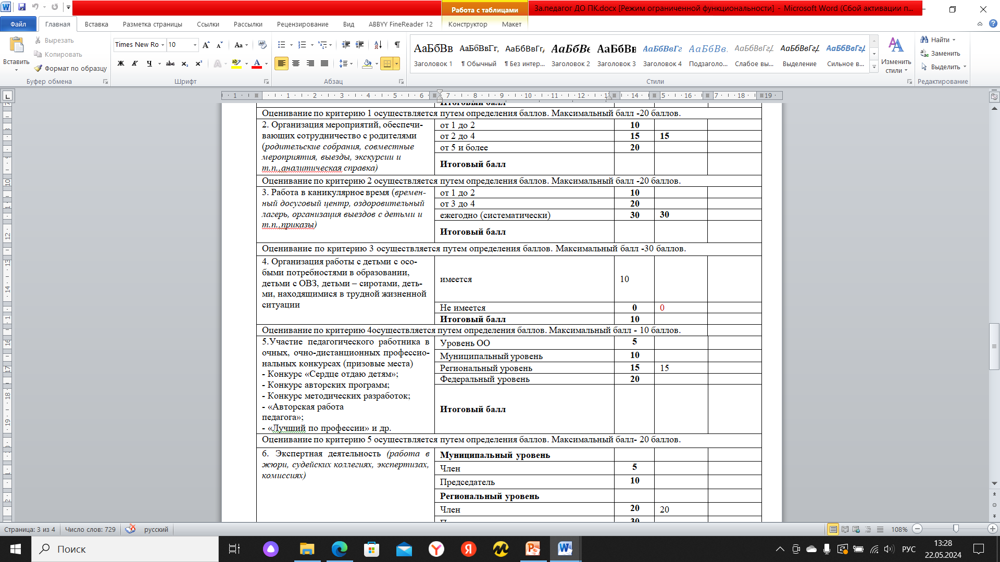 Работа с таблицами
За.педагог ДО ПК.docx [Режим ограниченной функциональности] - Microsoft Word (Сбой активации п...
Файл Главная Вставка Разметка страницы Ссылки Рассылки Рецензирование Вид ABBYY FineReader 12 Конструктор Макет
Вставить
Вырезать
Копировать
Формат по образцу
Буфер обмена
Times New Ro 10
Ж К Ч abc x₂ x²
Шрифт
Абзац
АаБбВв АаБбВвГг, АаБбВвГг, АаБбВв АаБбВв АаБбВвГг АаБбВв. АаБбВвГгД АаБбВвГгД АаБбВвГгД
Заголовок 1 ¶ Обычный ¶ Без интер... Заголовок 2 Заголовок 3 Заголовок 4 Подзаголо... Слабое вы... Выделение Сильное в...
Стили
Изменить стили
Найти
Заменить
Выделить
Редактирование
Итоговый балл
Оценивание по критерию 1 осуществляется путем определения баллов. Максимальный балл -20 баллов.
2. Организация мероприятий, обеспечи-
вающих сотрудничество с родителями
(родительские собрания, совместные
мероприятия, выезды, экскурсии и
т.п.,аналитическая справка)
от 1 до 2 10
от 2 до 4 15 15
от 5 и более 20
Итоговый балл
Оценивание по критерию 2 осуществляется путем определения баллов. Максимальный балл -20 баллов.
3. Работа в каникулярное время (времен-
ный досуговый центр, оздоровительный
лагерь, организация выездов с детьми и
т.п.,приказы)
от 1 до 2 10
от 3 до 4 20
ежегодно (систематически) 30 30
Итоговый балл
Оценивание по критерию 3 осуществляется путем определения баллов. Максимальный балл -30 баллов.
4. Организация работы с детьми с осо-
быми потребностями в образовании,
детьми с ОВЗ, детьми – сиротами, деть-
ми, находящимися в трудной жизненной
ситуации
имеется 10
Не имеется 0 0
Итоговый балл 10
Оценивание по критерию 4осуществляется путем определения баллов. Максимальный балл - 10 баллов.
5.Участие педагогического работника в
очных, очно-дистанционных профессио-
нальных конкурсах (призовые места)
- Конкурс «Сердце отдаю детям»;
- Конкурс авторских программ;
- Конкурс методических разработок;
- «Авторская работа
педагога»;
- «Лучший по профессии» и др.
Уровень ОО 5
Муниципальный уровень 10
Региональный уровень 15 15
Федеральный уровень 20
Итоговый балл
Оценивание по критерию 5 осуществляется путем определения баллов. Максимальный балл- 20 баллов.
6. Экспертная деятельность (работа в
жюри, судейских коллегиях, экспертизах,
комиссиях)
Муниципальный уровень
Член 5
Председатель 10
Региональный уровень
Член 20 20
30
Страница: 3 из 4 Число слов: 729 русский 108%
Поиск
РУС
13:28
22.05.2024